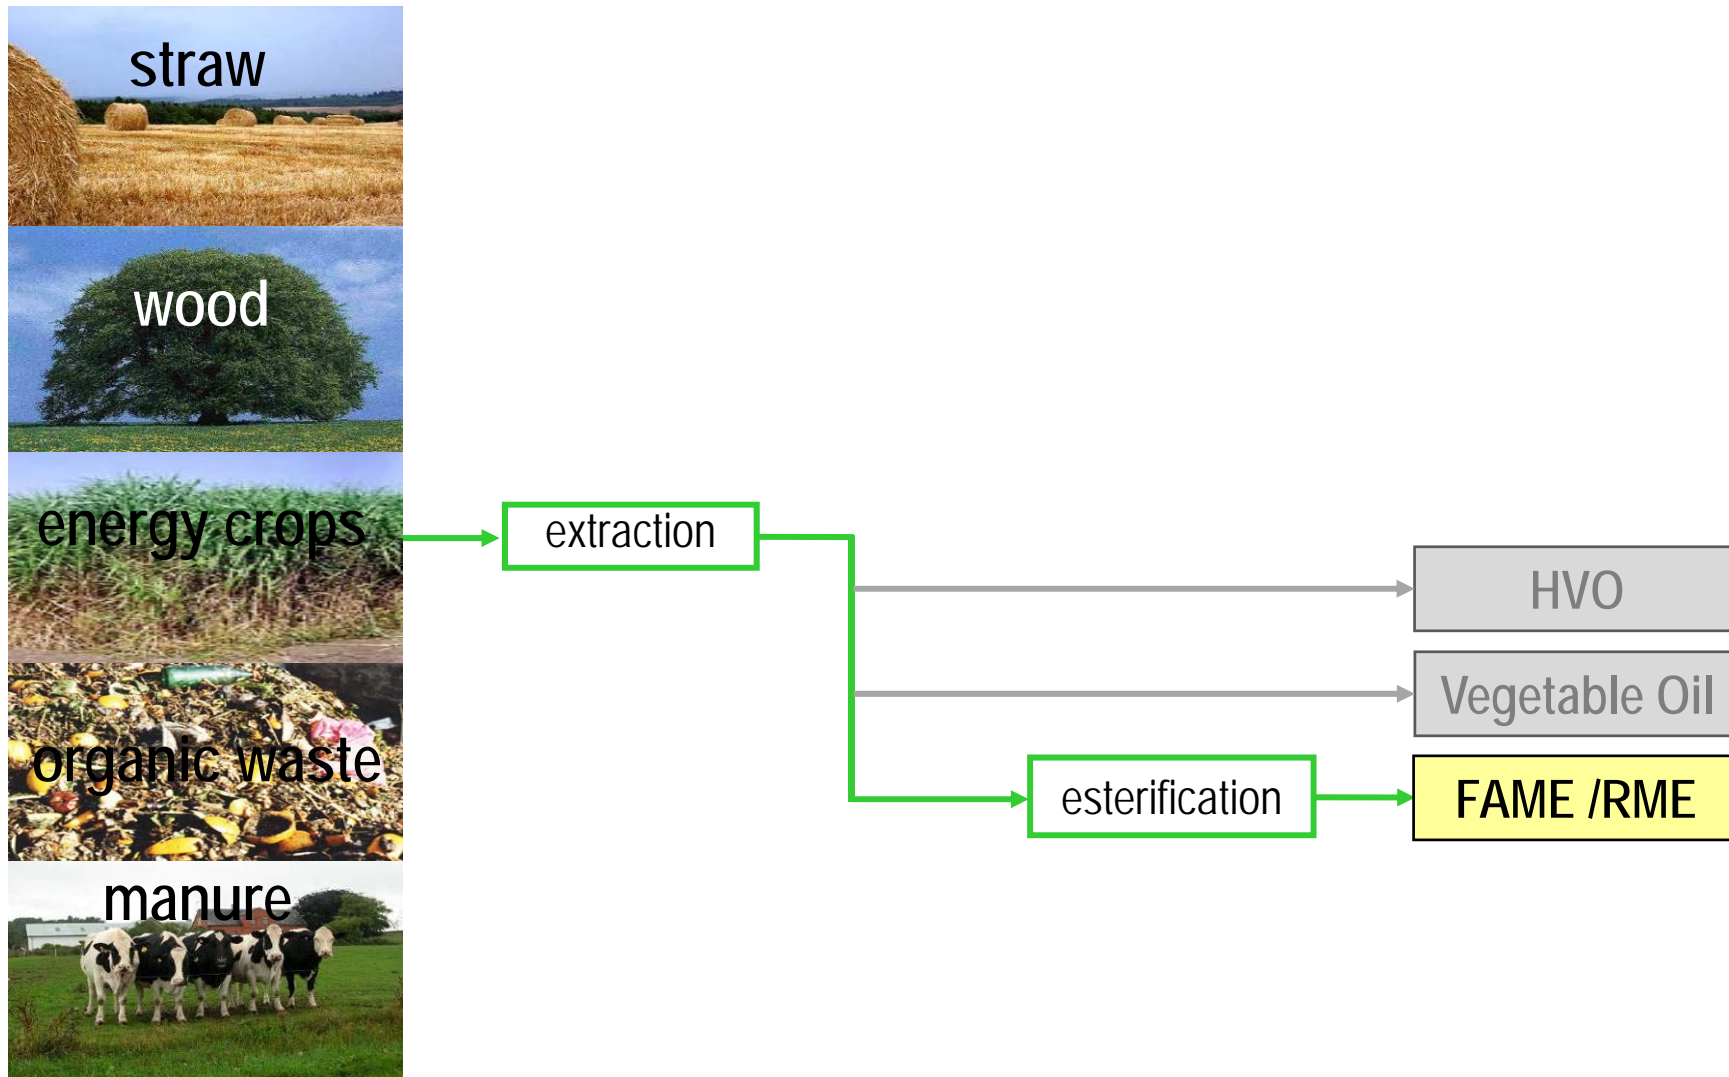 straw
wood
energy crops
extraction
HVO
Vegetable Oil
organic waste
esterification
FAME /RME
manure